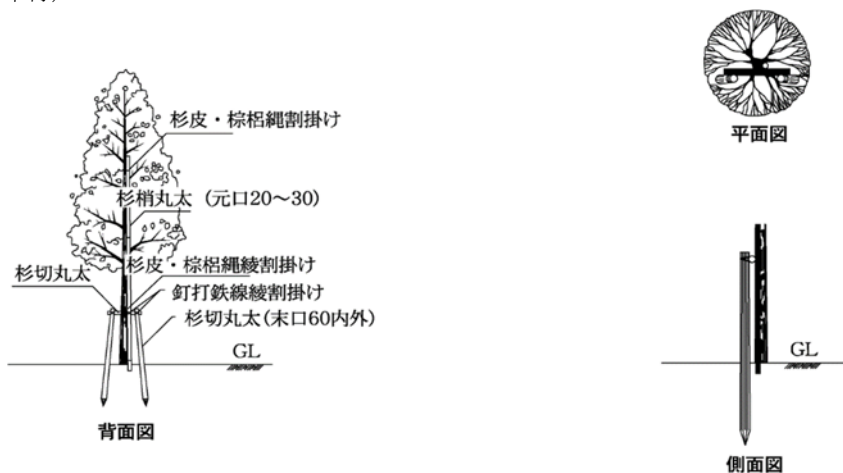 平面図
杉皮・棕梠縄割掛け
杉梢丸太 (元口20〜30)
杉皮・棕梠縄綾割掛け
杉切丸太
釘打鉄線綾割掛け
杉切丸太(末口60内外)
GL
背面図
GL
側面図